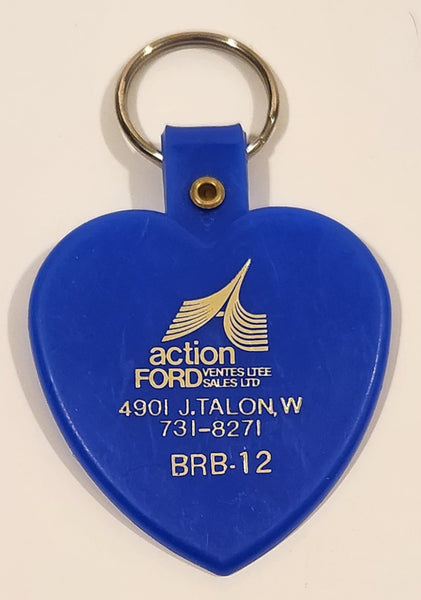 action
FORD VENTES LTEE
SALES LTD
4901 J.TALON, W
731-8271
BRB-12